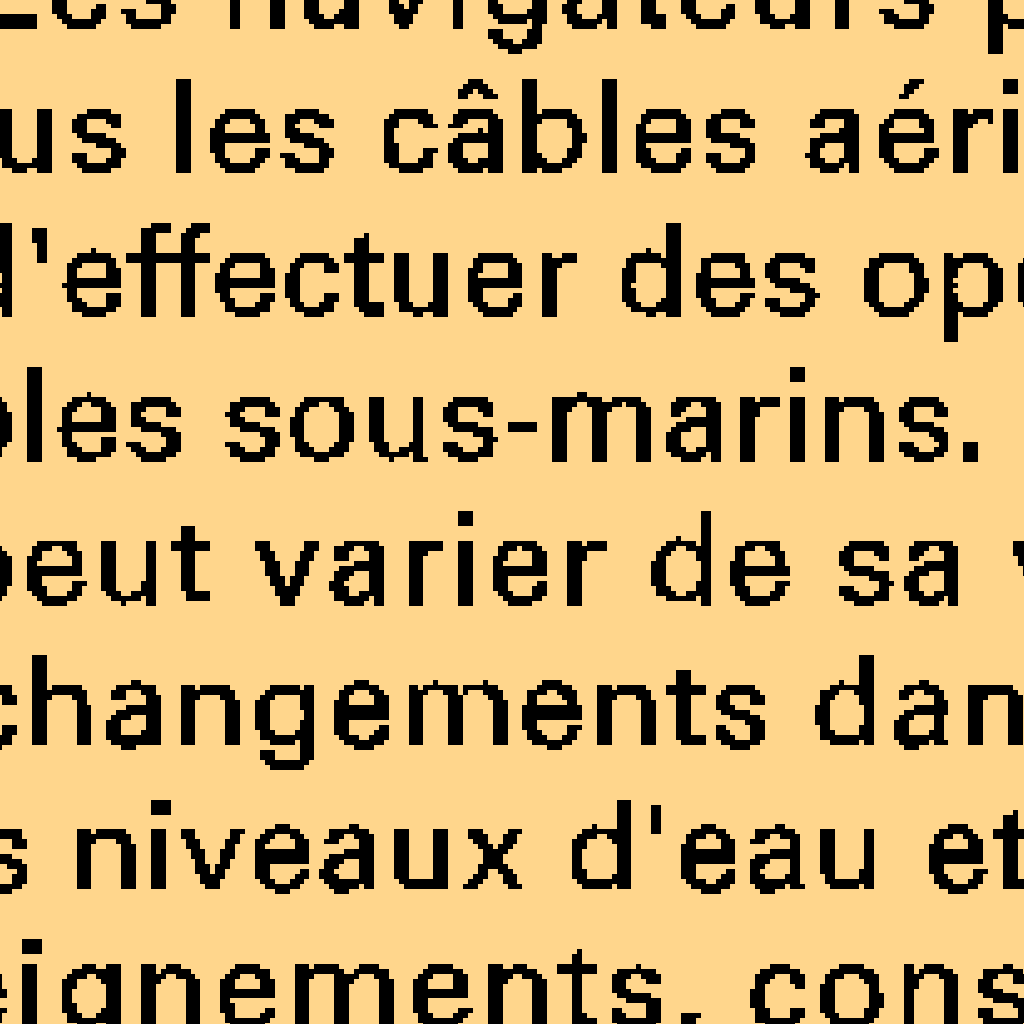 Les navigateurs p
us les câbles aéri
d'effectuer des opé
bles sous-marins.
peut varier de sa v
changements dan
s niveaux d'eau et
eignements, cons